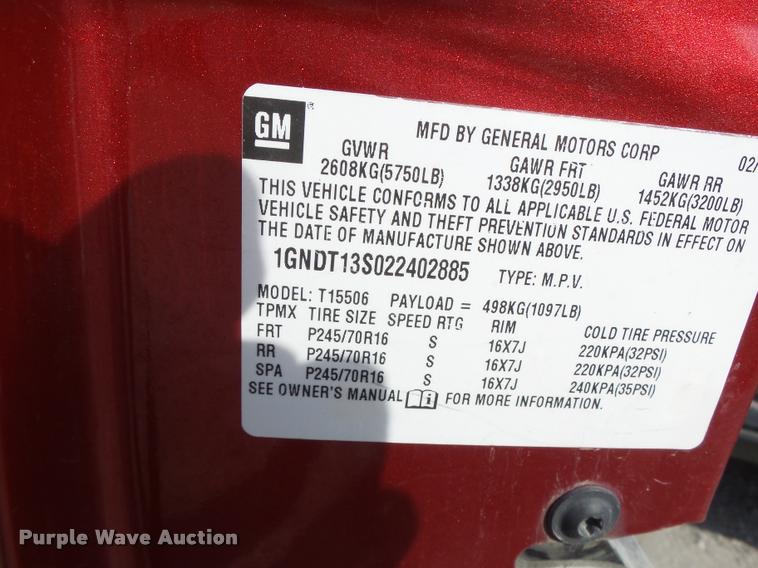 GM ®
MFD BY GENERAL MOTORS CORP 02/
GVWR GAWR FRT GAWR RR
2608KG(5750LB) 1338KG(2950LB) 1452KG(3200LB)
THIS VEHICLE CONFORMS TO ALL APPLICABLE U.S. FEDERAL MOTOR
VEHICLE SAFETY AND THEFT PREVENTION STANDARDS IN EFFECT ON
THE DATE OF MANUFACTURE SHOWN ABOVE.
1GNDT13S022402885 TYPE: M.P.V.
MODEL: T15506 PAYLOAD = 498KG(1097LB)
TPMX TIRE SIZE SPEED RTG RIM COLD TIRE PRESSURE
FRT P245/70R16 S 16X7J 220KPA(32PSI)
RR P245/70R16 S 16X7J 220KPA(32PSI)
SPA P245/70R16 S 16X7J 240KPA(35PSI)
SEE OWNER'S MANUAL i FOR MORE INFORMATION.
Purple Wave Auction